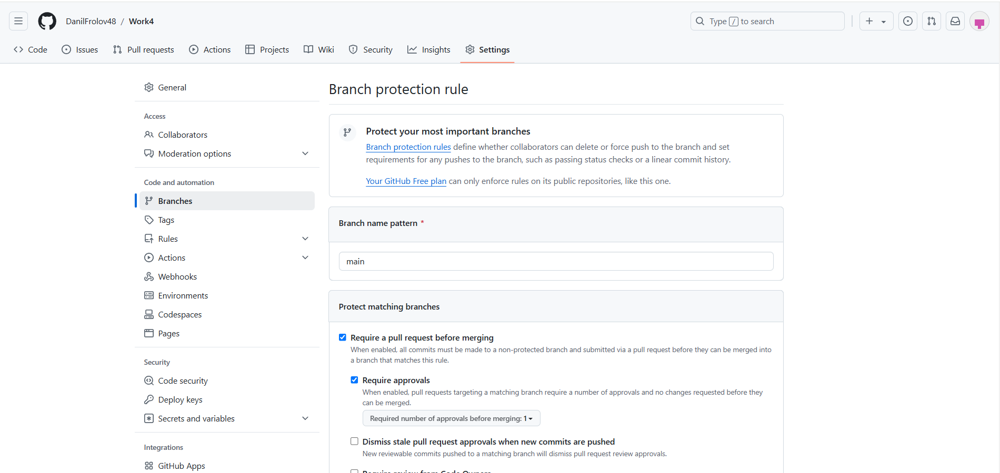 DanilFrolov48 / Work4
Type / to search
Code
Issues
Pull requests
Actions
Projects
Wiki
Security
Insights
Settings
General
Access
Collaborators
Moderation options
Code and automation
Branches
Tags
Rules
Actions
Webhooks
Environments
Codespaces
Pages
Security
Code security
Deploy keys
Secrets and variables
Integrations
GitHub Apps
Branch protection rule
Protect your most important branches
Branch protection rules define whether collaborators can delete or force push to the branch and set
requirements for any pushes to the branch, such as passing status checks or a linear commit history.
Your GitHub Free plan can only enforce rules on its public repositories, like this one.
Branch name pattern *
main
Protect matching branches
Require a pull request before merging
When enabled, all commits must be made to a non-protected branch and submitted via a pull request before they can be merged into
a branch that matches this rule.
Require approvals
When enabled, pull requests targeting a matching branch require a number of approvals and no changes requested before they
can be merged.
Required number of approvals before merging: 1
Dismiss stale pull request approvals when new commits are pushed
New reviewable commits pushed to a matching branch will dismiss pull request review approvals.
Require review from Code Owners